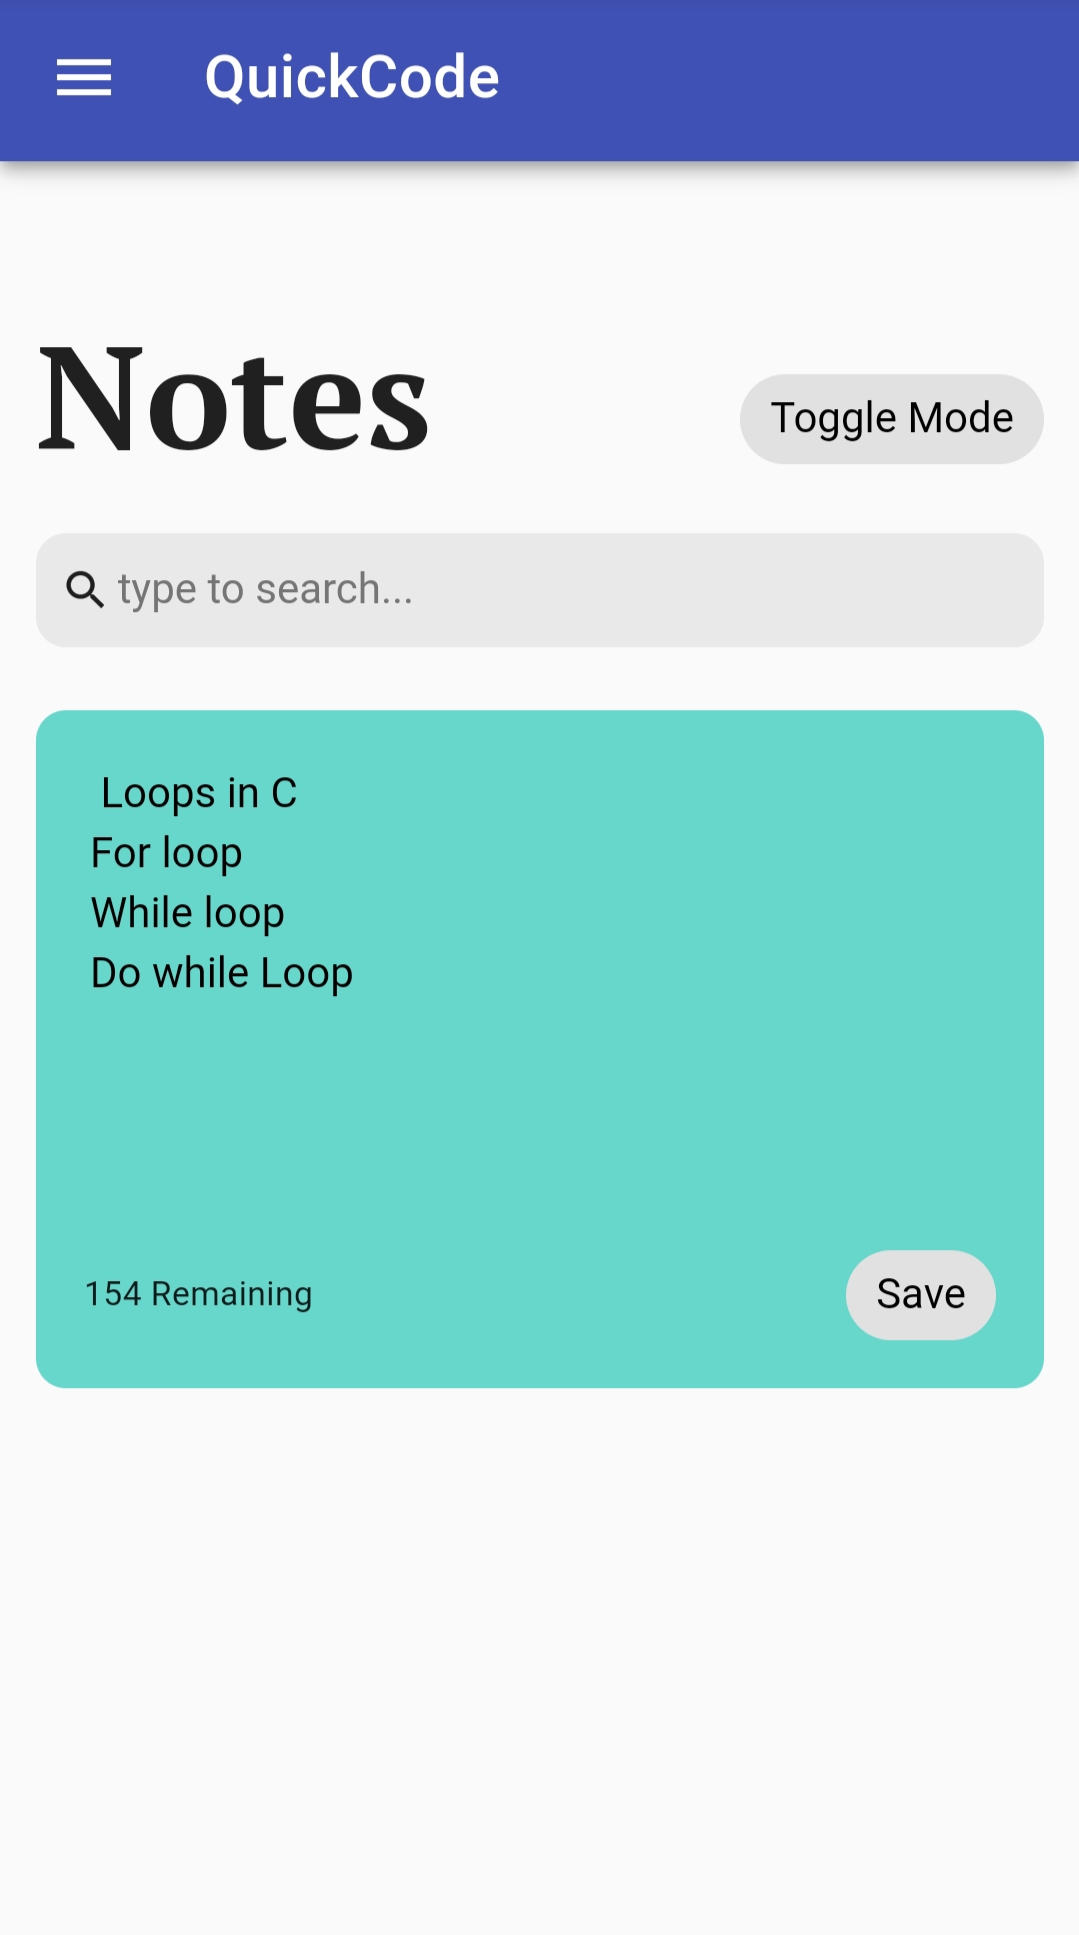 QuickCode
Notes
Toggle Mode
type to search...
Loops in C
For loop
While loop
Do while Loop
154 Remaining
Save